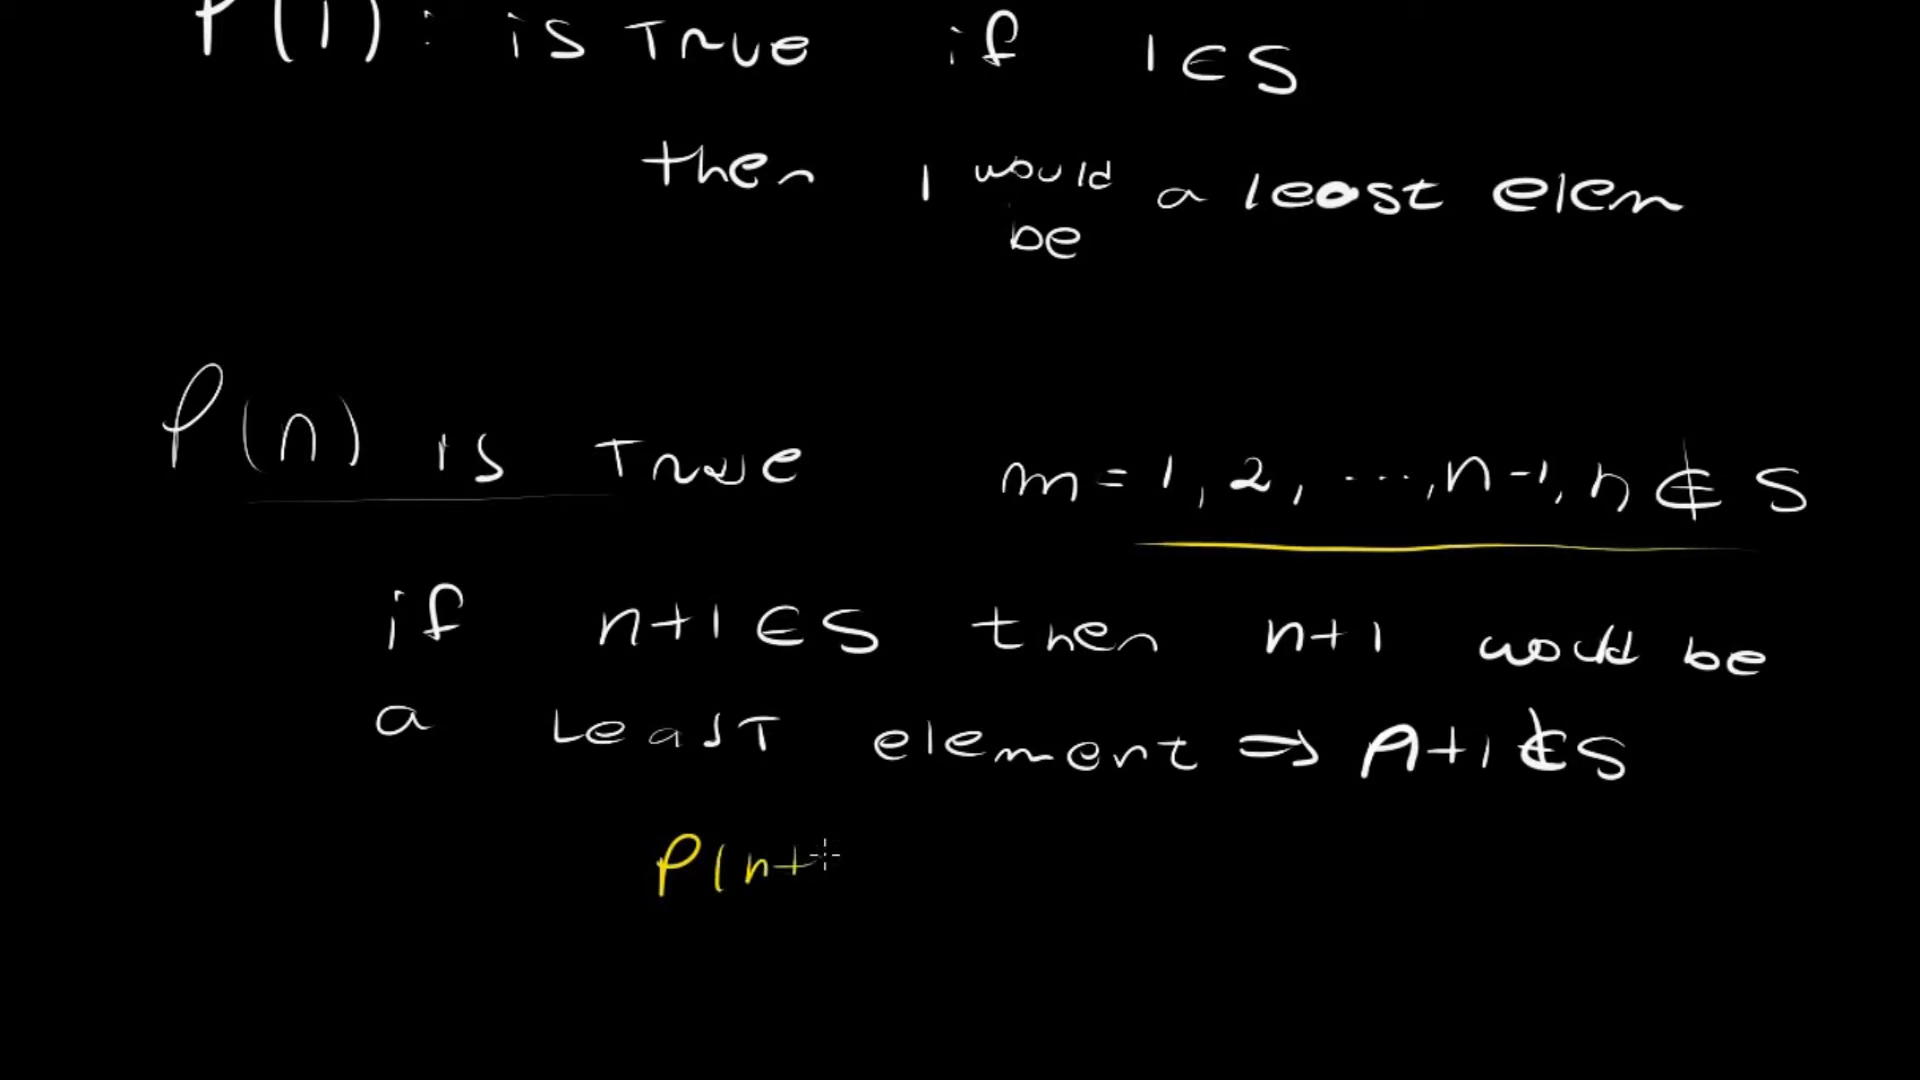 P(1): is True if 1∈S
then 1 would be a least elem
P(n) is True m=1,2,...,n-1,n∉S
if n+1∈S then n+1 would be
a Least element ⇒ n+1∉S
P(n+